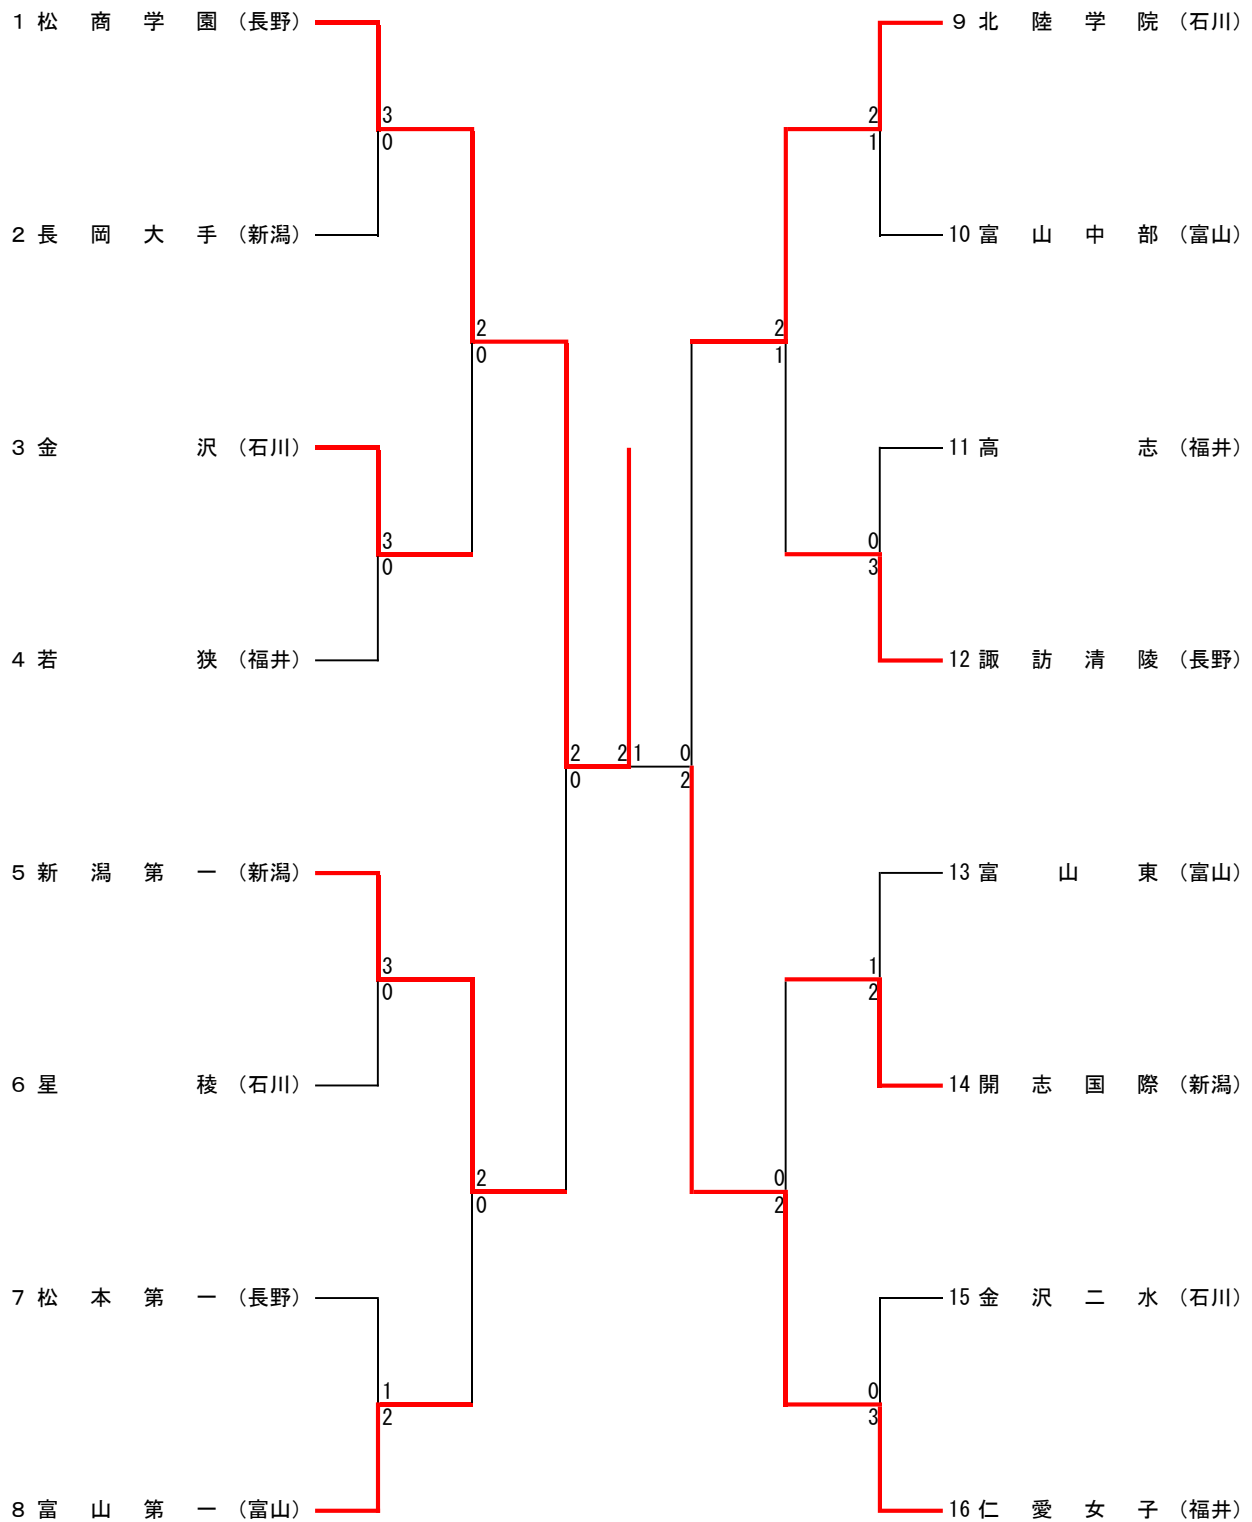 1 松商学園 (長野)
3
0
2 長岡大手 (新潟)
2
0
3 金沢 (石川)
3
0
4 若狭 (福井)
2
0
5 新潟第一 (新潟)
3
0
6 星稜 (石川)
2
0
7 松本第一 (長野)
1
2
8 富山第一 (富山)
2 1
9 北陸学院 (石川)
2
1
10 富山中部 (富山)
2
1
11 高志 (福井)
0
3
12 諏訪清陵 (長野)
0
2
13 富山東 (富山)
1
2
14 開志国際 (新潟)
0
2
15 金沢二水 (石川)
0
3
16 仁愛女子 (福井)